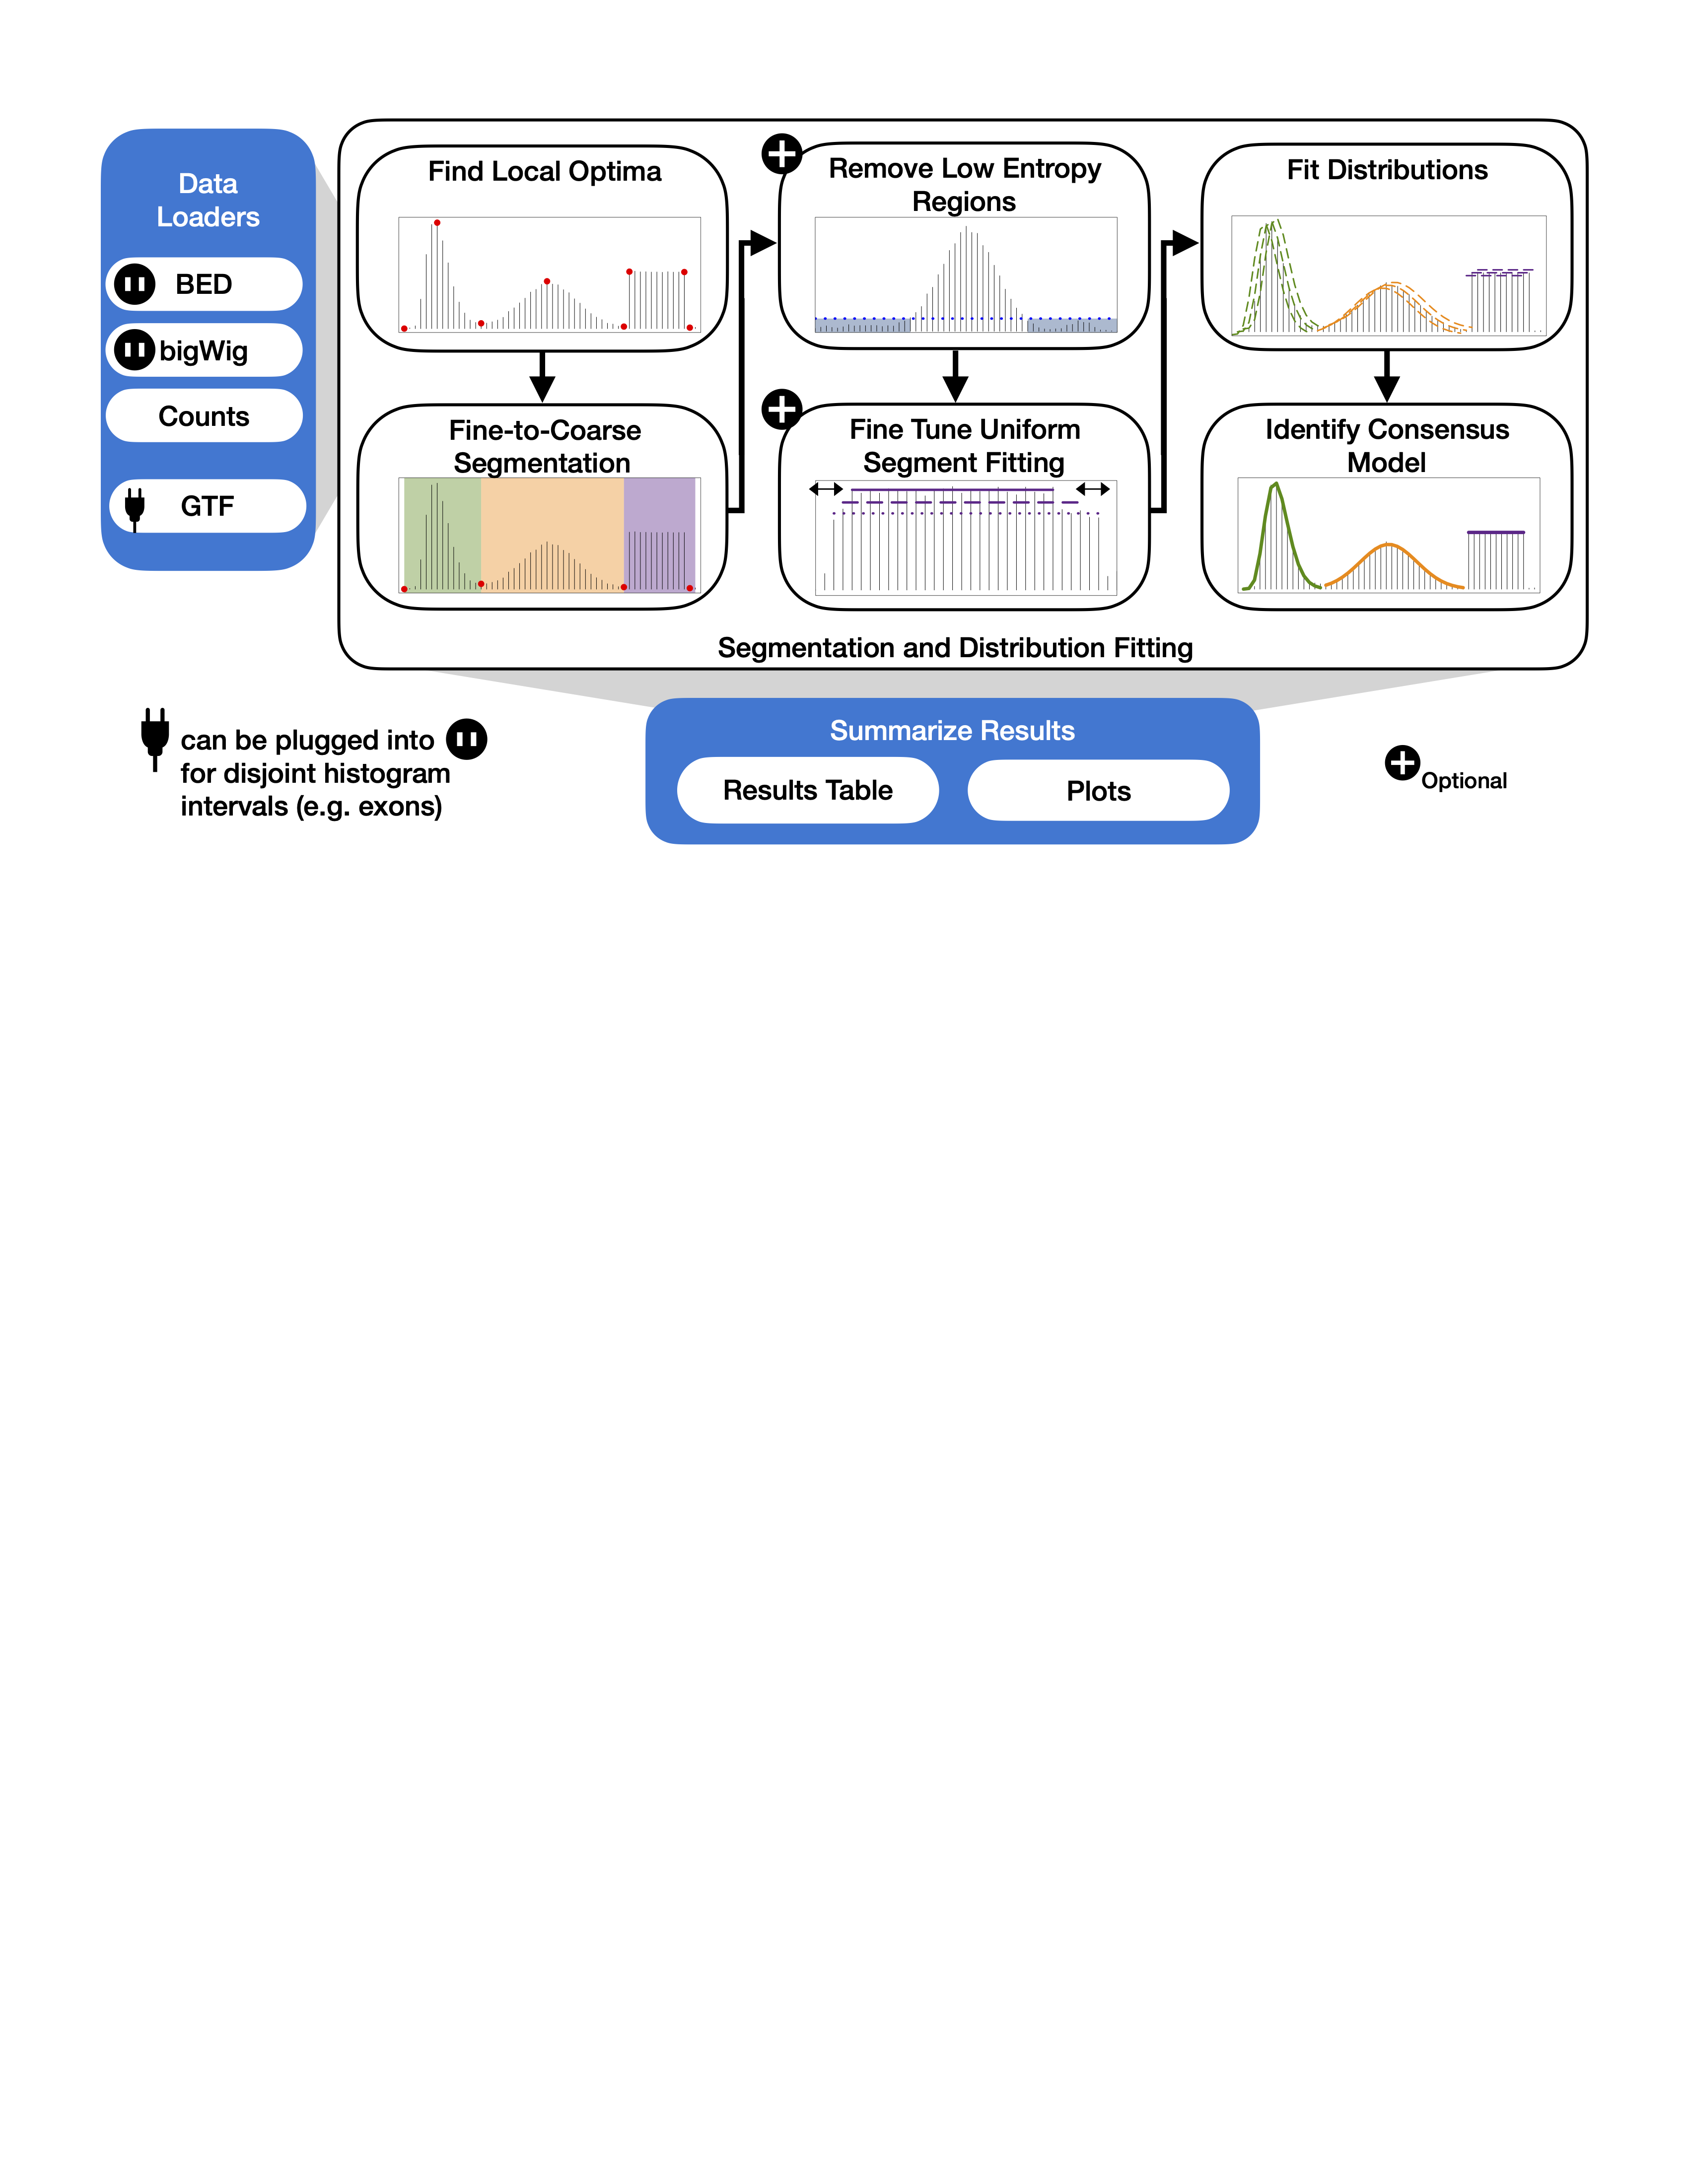 Data
Loaders
BED
bigWig
Counts
GTF
Find Local Optima
Fine-to-Coarse
Segmentation
Remove Low Entropy
Regions
Fine Tune Uniform
Segment Fitting
Fit Distributions
Identify Consensus
Model
Segmentation and Distribution Fitting
can be plugged into
for disjoint histogram
intervals (e.g. exons)
Summarize Results
Results Table
Plots
Optional